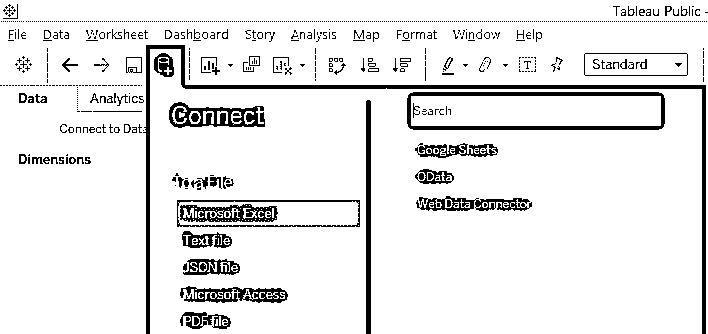 Tableau Public -
File Data Worksheet Dashboard Story Analysis Map Format Window Help
Standard
Data Analytics
Connect to Data
Dimensions
Connect
Search
To a File
Microsoft Excel
Text file
JSON file
Microsoft Access
PDF file
Google Sheets
OData
Web Data Connector